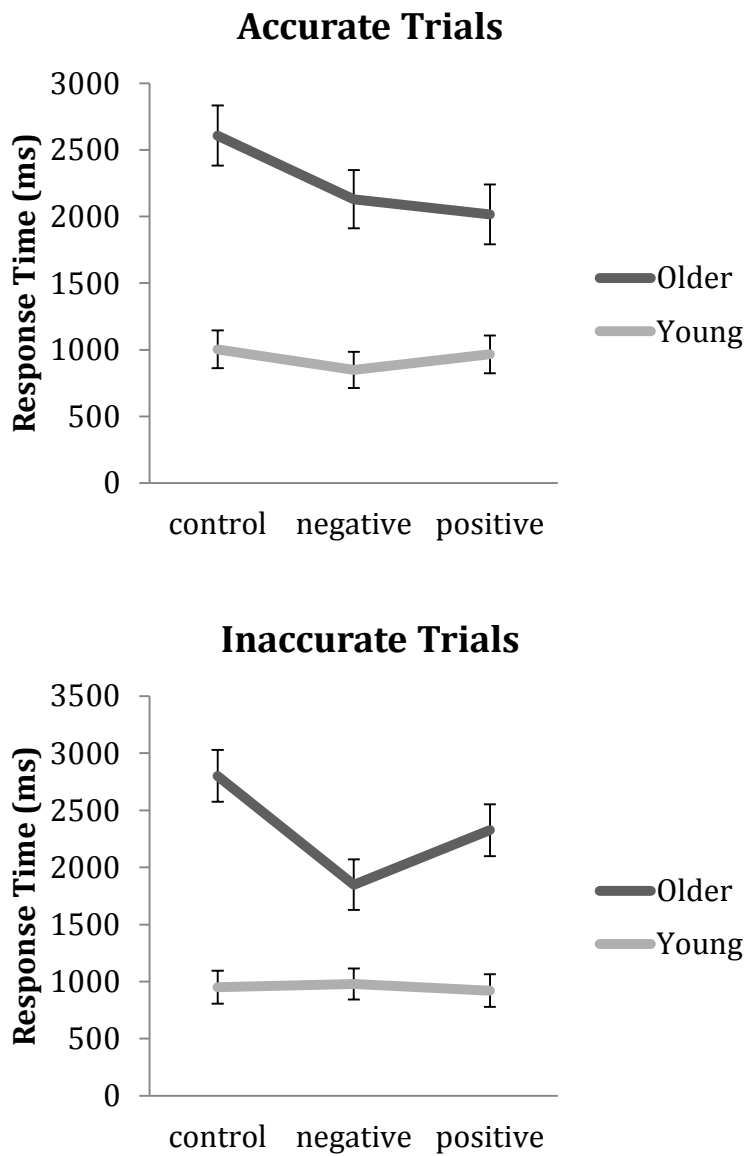 Accurate Trials
Response Time (ms)
3000
2500
2000
1500
1000
500
0
control negative positive
Older
Young
Inaccurate Trials
Response Time (ms)
3500
3000
2500
2000
1500
1000
500
0
control negative positive
Older
Young